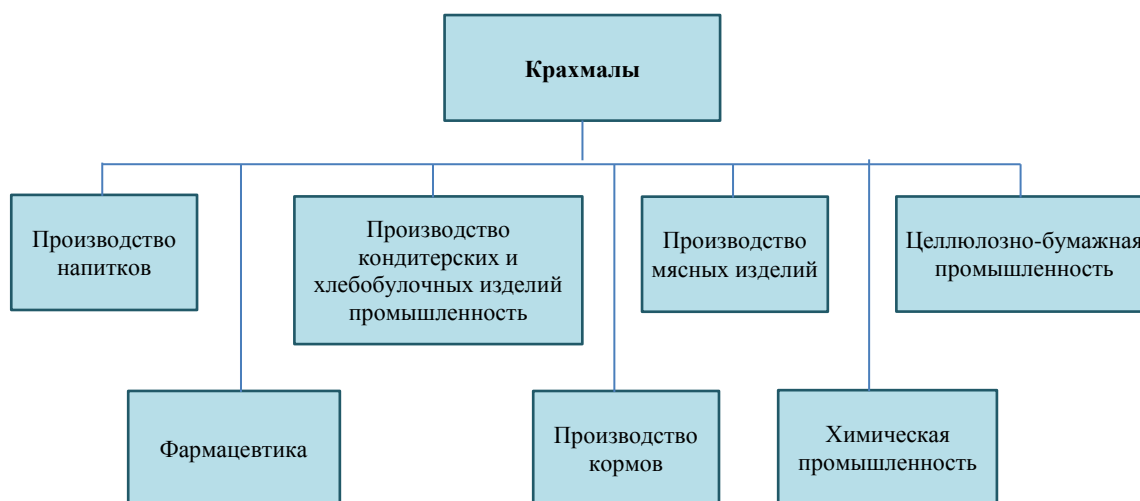 Крахмалы
Производство
напитков
Производство
кондитерских и
хлебобулочных изделий
промышленность
Производство
мясных изделий
Целлюлозно-бумажная
промышленность
Фармацевтика
Производство
кормов
Химическая
промышленность